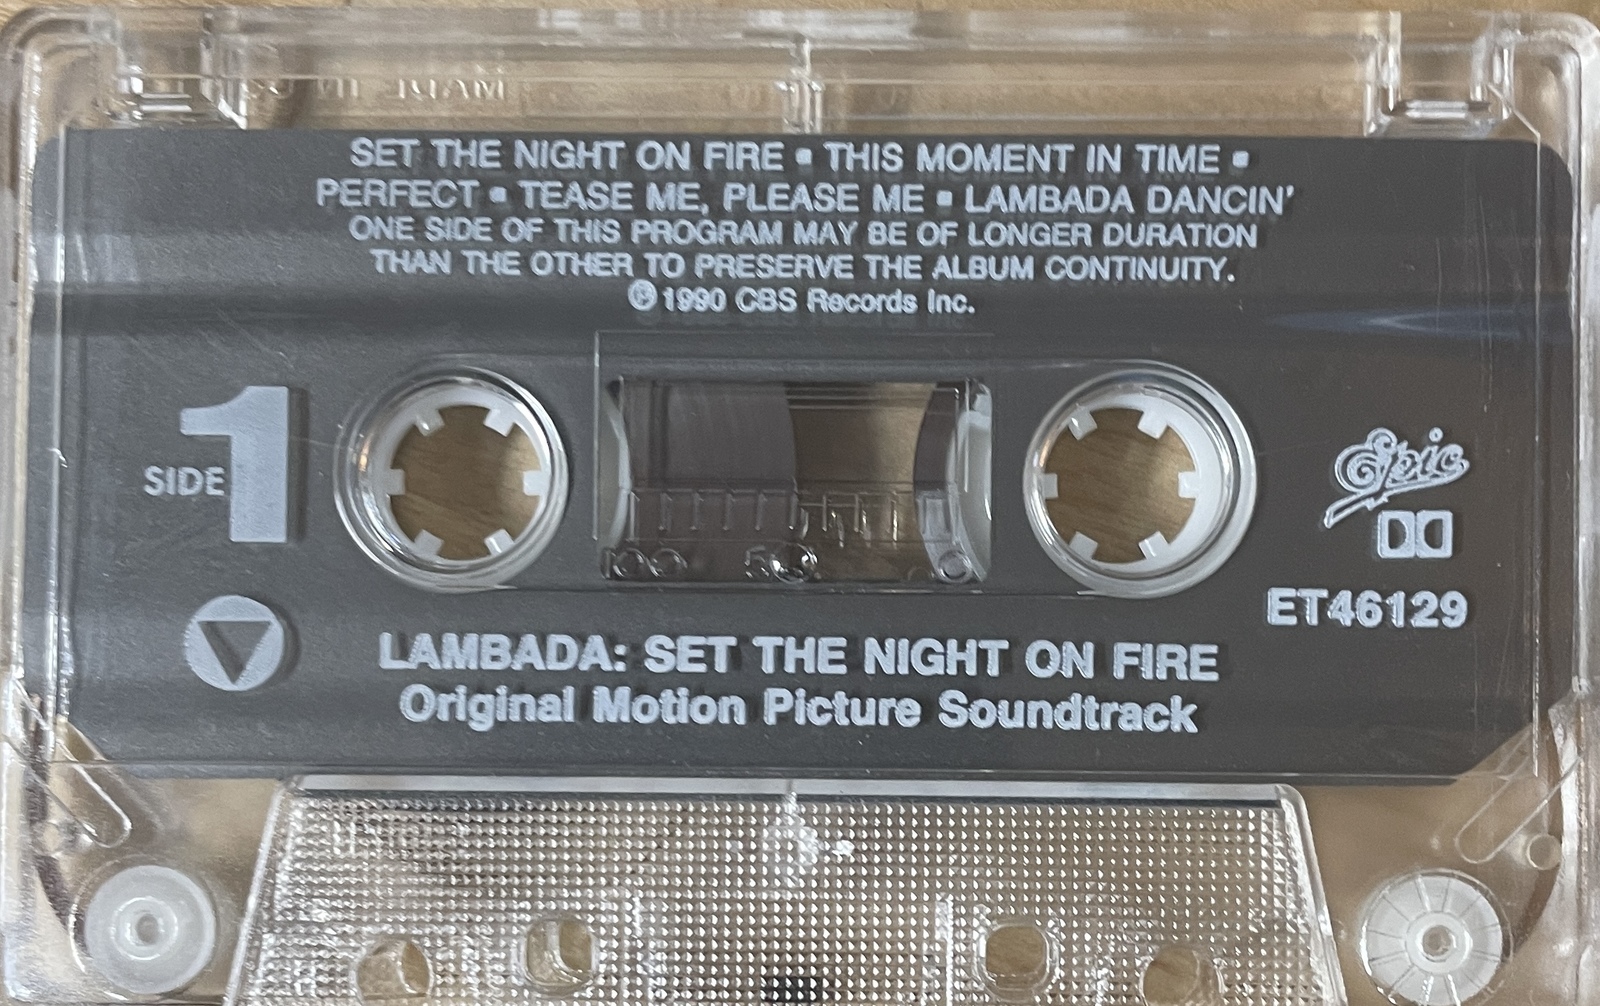 SET THE NIGHT ON FIRE ▪ THIS MOMENT IN TIME ▪
PERFECT ▪ TEASE ME, PLEASE ME ▪ LAMBADA DANCIN'
ONE SIDE OF THIS PROGRAM MAY BE OF LONGER DURATION
THAN THE OTHER TO PRESERVE THE ALBUM CONTINUITY.
℗ 1990 CBS Records Inc.
SIDE 1
100 50 0
Epic
ET46129
LAMBADA: SET THE NIGHT ON FIRE
Original Motion Picture Soundtrack